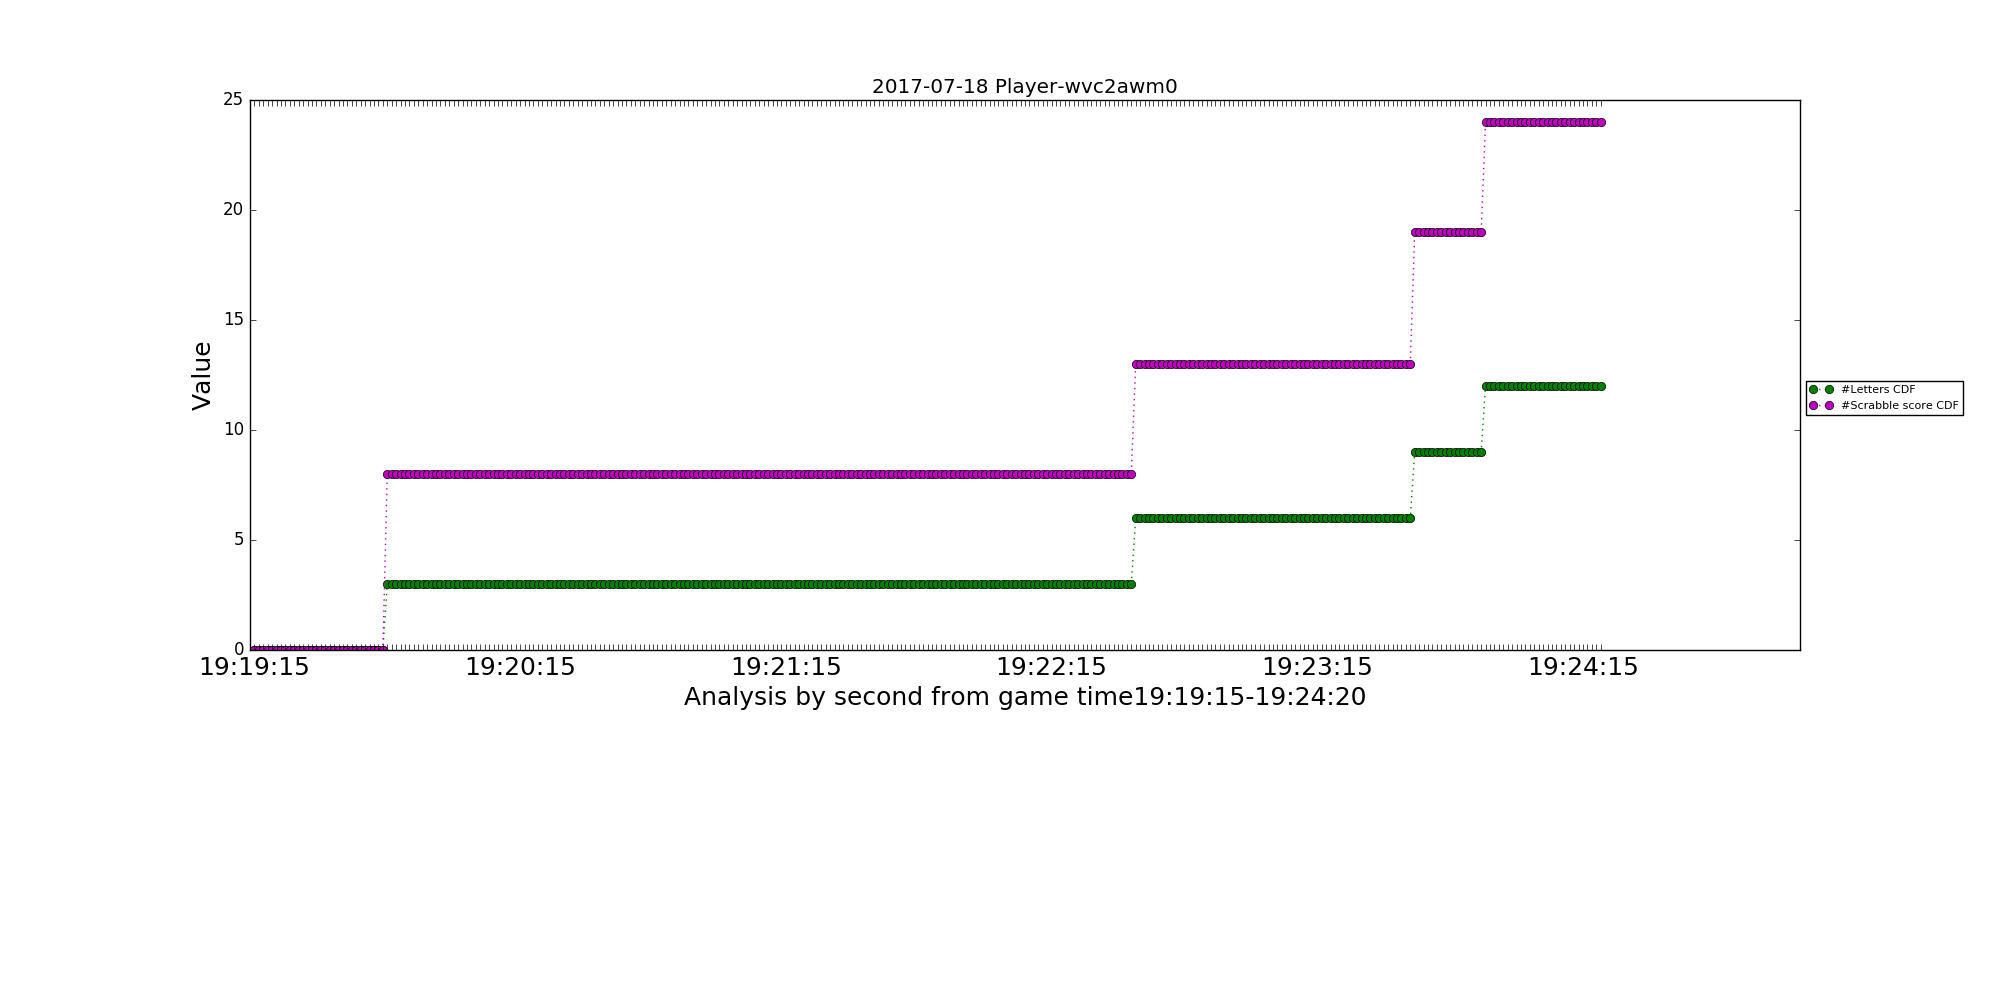 2017-07-18 Player-wvc2awm0
25
20
15
10
5
0
Value
19:19:15 19:20:15 19:21:15 19:22:15 19:23:15 19:24:15
Analysis by second from game time19:19:15-19:24:20
#Letters CDF
#Scrabble score CDF